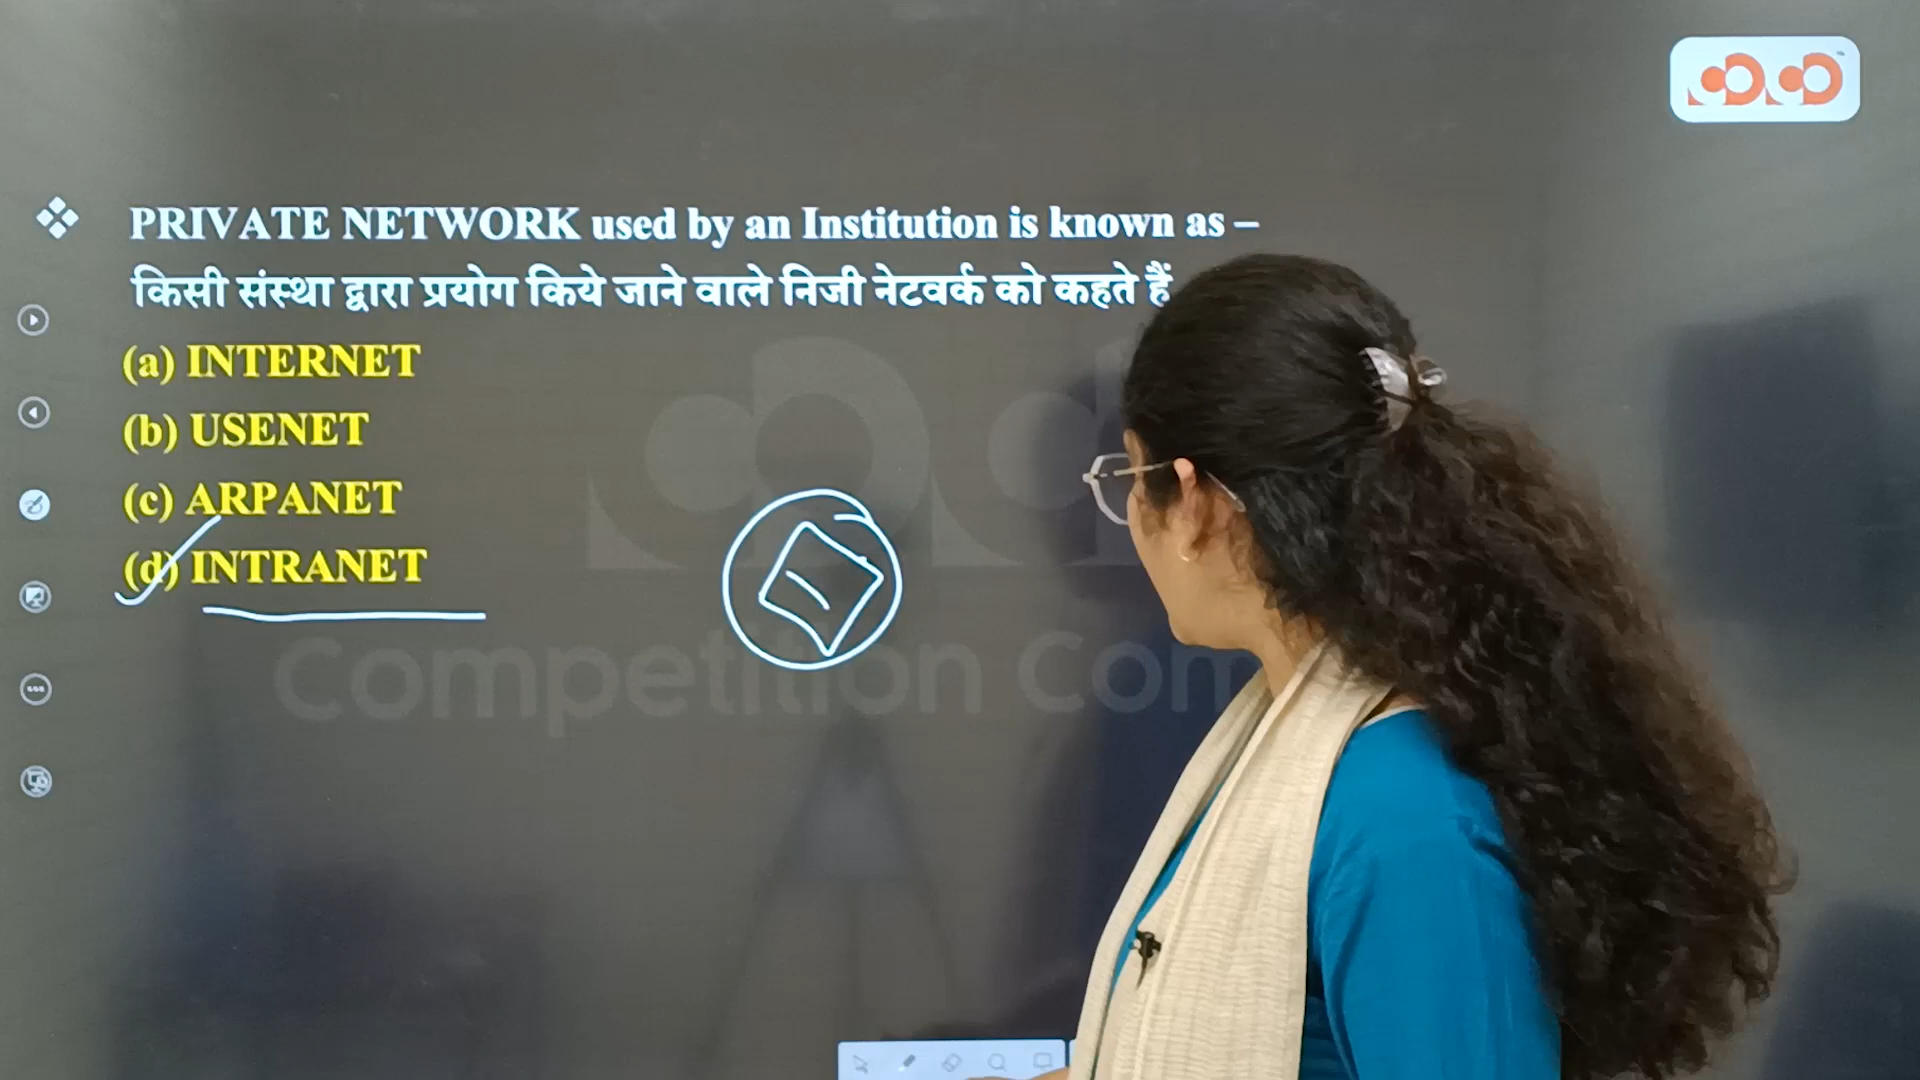 PRIVATE NETWORK used by an Institution is known as –
किसी संस्था द्वारा प्रयोग किये जाने वाले निजी नेटवर्क को कहते हैं
(a) INTERNET
(b) USENET
(c) ARPANET
(d) INTRANET
Competition Com